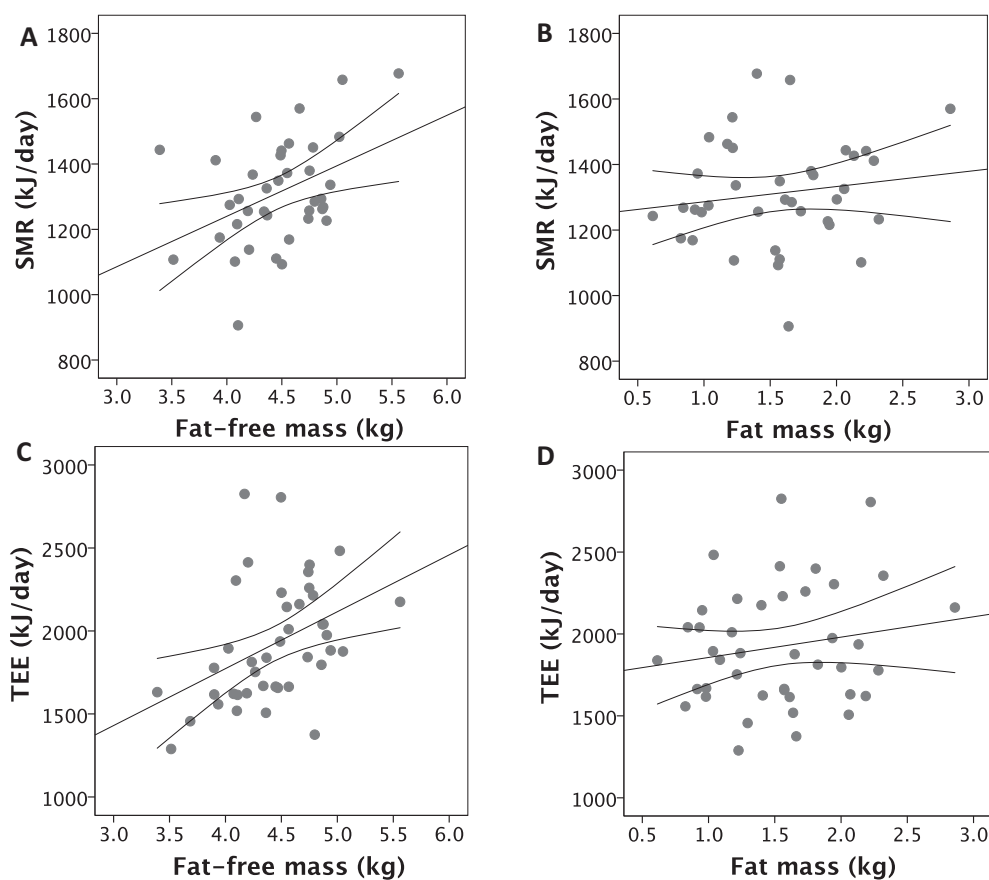 A
SMR (kJ/day)
1800
1600
1400
1200
1000
800
3.0 3.5 4.0 4.5 5.0 5.5 6.0
Fat-free mass (kg)
B
SMR (kJ/day)
1800
1600
1400
1200
1000
800
0.5 1.0 1.5 2.0 2.5 3.0
Fat mass (kg)
C
TEE (kJ/day)
3000
2500
2000
1500
1000
3.0 3.5 4.0 4.5 5.0 5.5 6.0
Fat-free mass (kg)
D
TEE (kJ/day)
3000
2500
2000
1500
1000
0.5 1.0 1.5 2.0 2.5 3.0
Fat mass (kg)